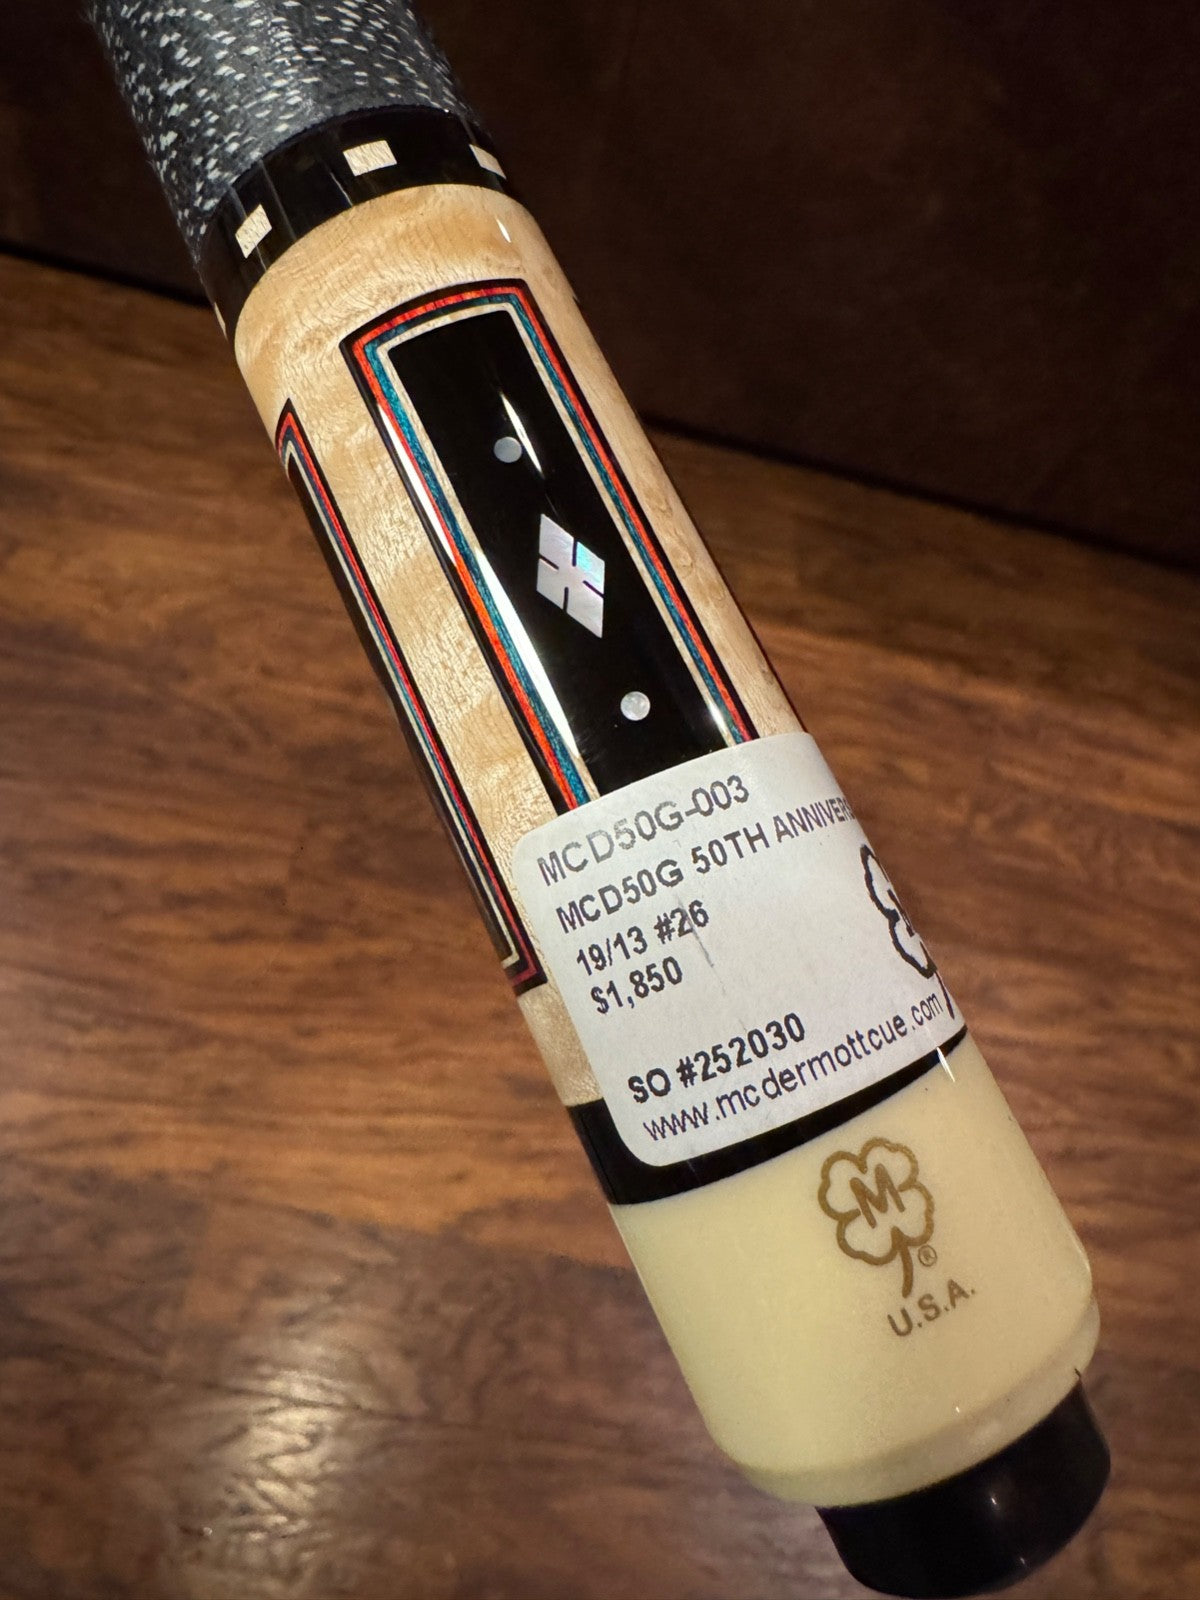 MCD50G-003
MCD50G 50TH ANNIVERS
19/13 #26
$1,850
SO #252030
www.mcdermottcue.com
M
®
U.S.A.